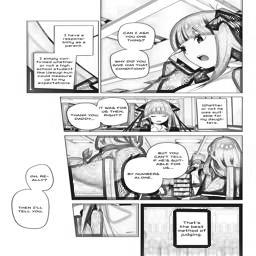 I have a
responsi-
bility as a
parent.
I simply con-
firmed whether
or not a high
school student
like Uesugi-kun
could measure up
to my
expectations.
CAN I ASK
YOU ONE
THING?
WHY DID YOU
GIVE HIM THAT
CONDITION?
IT WAS FOR
US THEN,
RIGHT?
THANK YOU
DADDY...
Whether
or not he
was suit-
able for
my daugh-
ters.
BUT YOU
CAN'T TELL
IF HE'S SUIT-
ABLE FOR
US...
BY NUMBERS
ALONE.
OH, RE-
ALLY?
THEN I'LL
TELL YOU.
That's
the best
method of
judging.